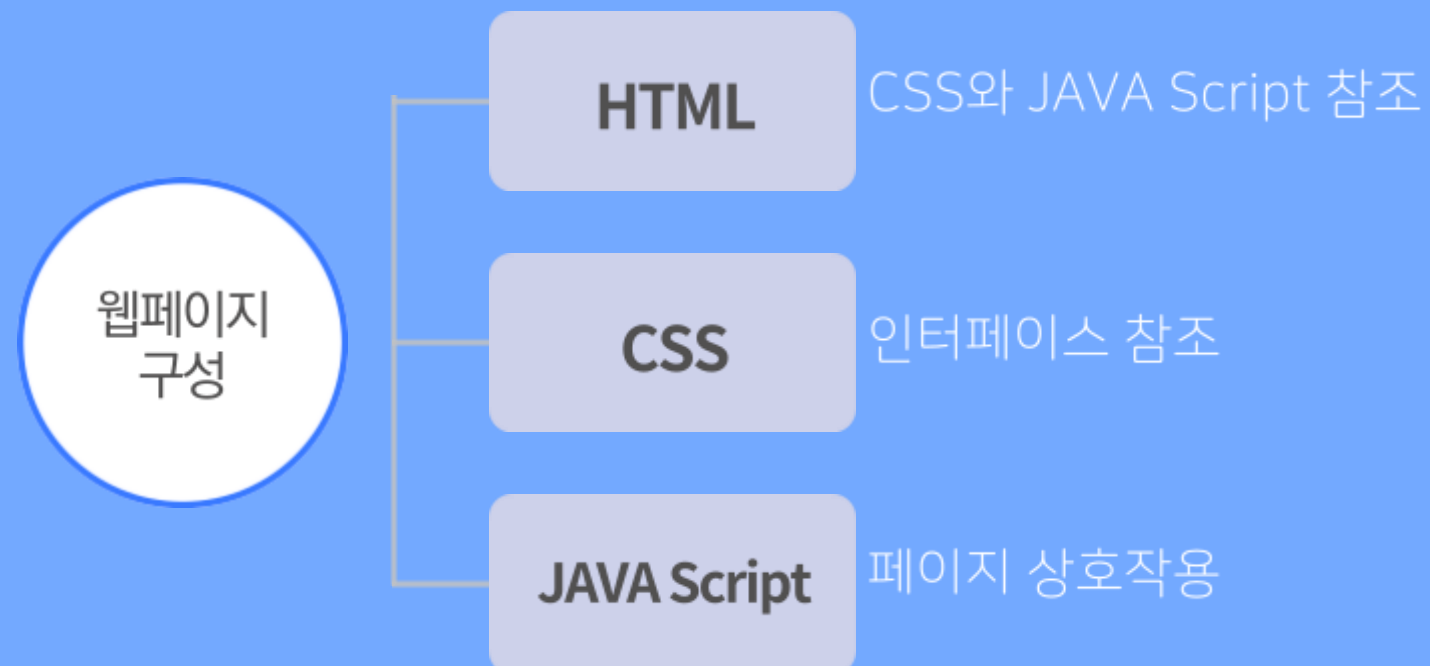 웹페이지
구성
HTML
CSS와 JAVA Script 참조
CSS
인터페이스 참조
JAVA Script
페이지 상호작용